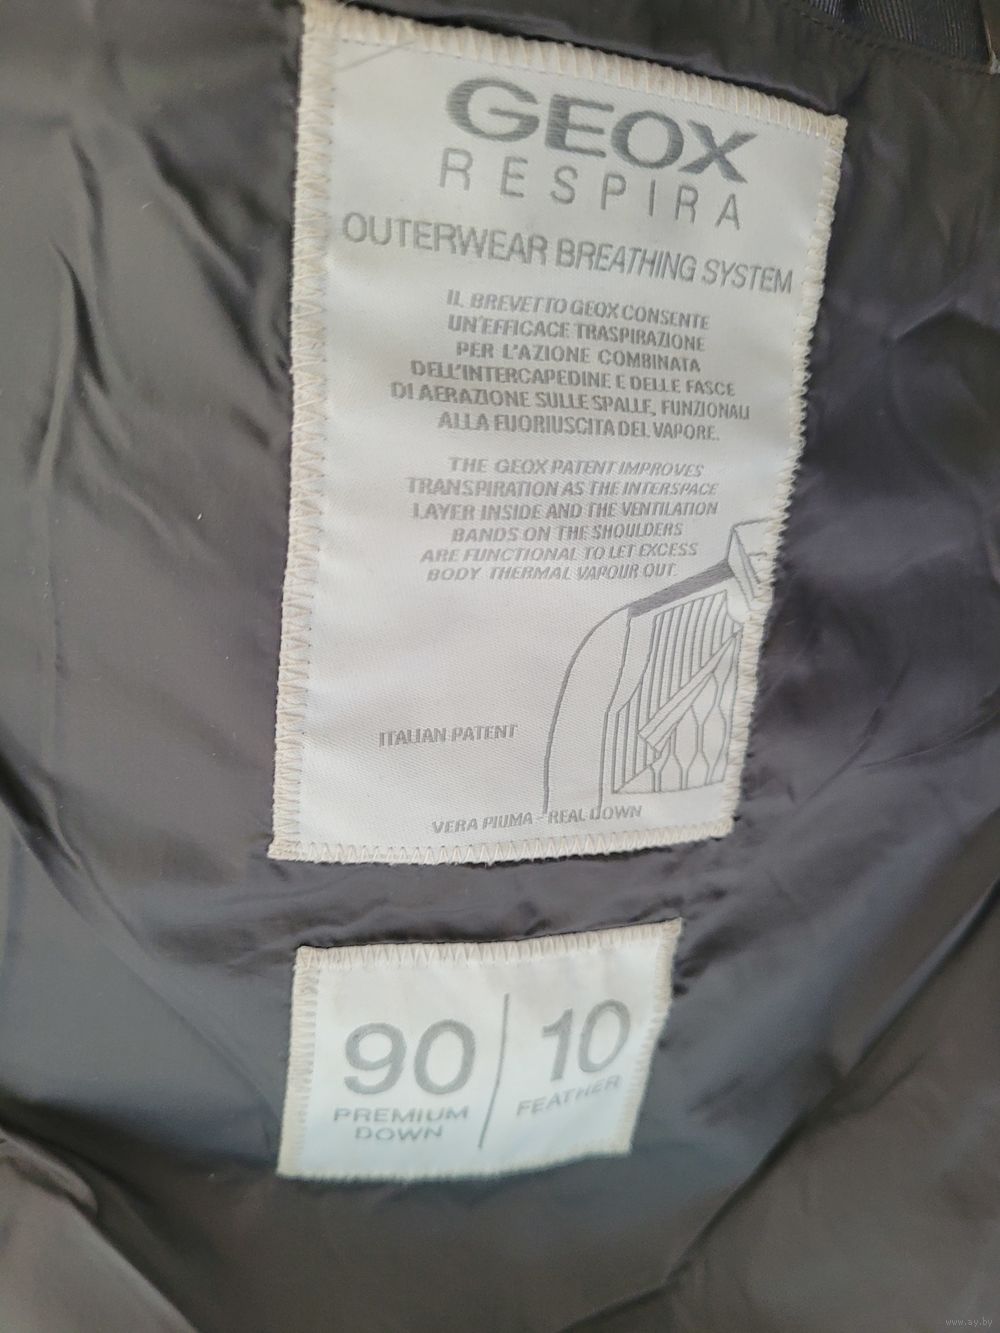 GEOX
RESPIRA
OUTERWEAR BREATHING SYSTEM
IL BREVETTO GEOX CONSENTE
UN'EFFICACE TRASPIRAZIONE
PER L'AZIONE COMBINATA
DELL'INTERCAPEDINE E DELLE FASCE
DI AERAZIONE SULLE SPALLE, FUNZIONALI
ALLA FUORIUSCITA DEL VAPORE.
THE GEOX PATENT IMPROVES
TRANSPIRATION AS THE INTERSPACE
LAYER INSIDE AND THE VENTILATION
BANDS ON THE SHOULDERS
ARE FUNCTIONAL TO LET EXCESS
BODY THERMAL VAPOUR OUT.
ITALIAN PATENT
VERA PIUMA - REAL DOWN
90
PREMIUM
DOWN
10
FEATHER
www.ay.by